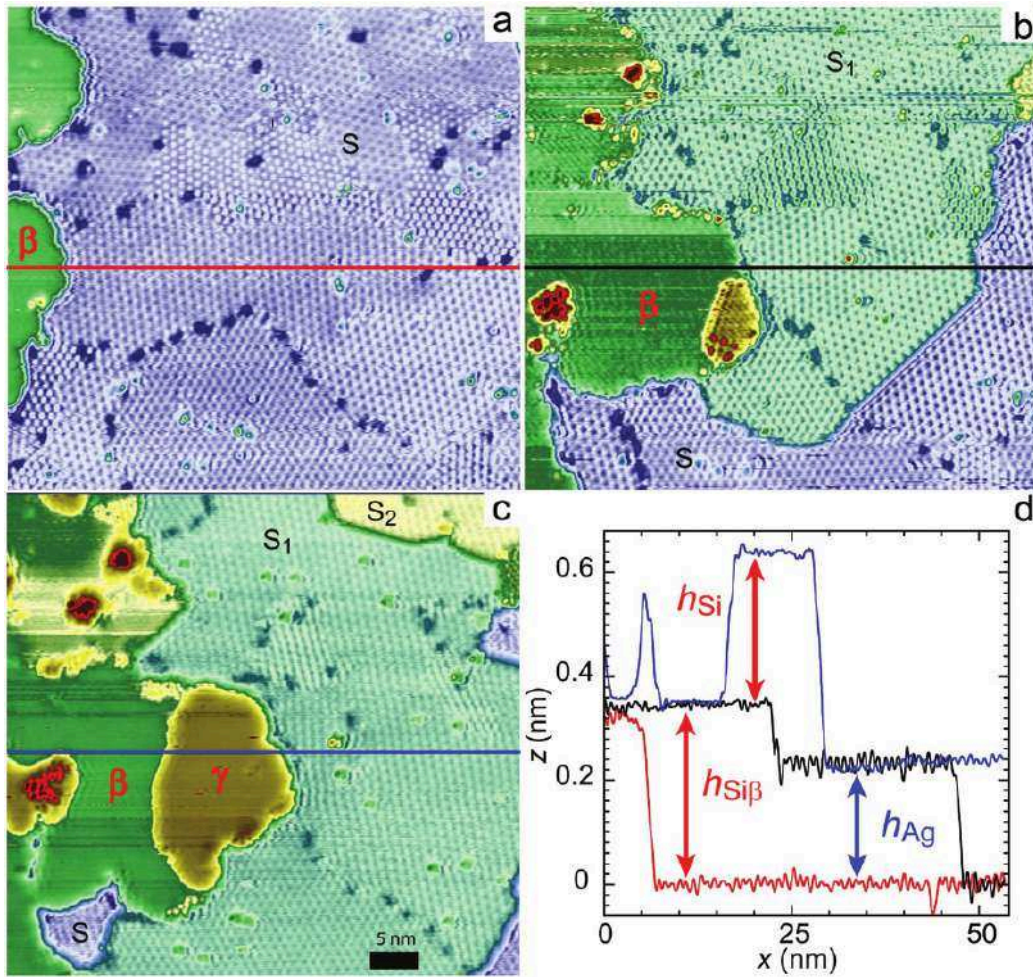 a
S
β
b
S₁
β
S
c
S₂
S₁
β
γ
S
5 nm
d
0.6
0.4
0.2
0
z (nm)
hSi
hSiβ
hAg
0
25
50
x (nm)